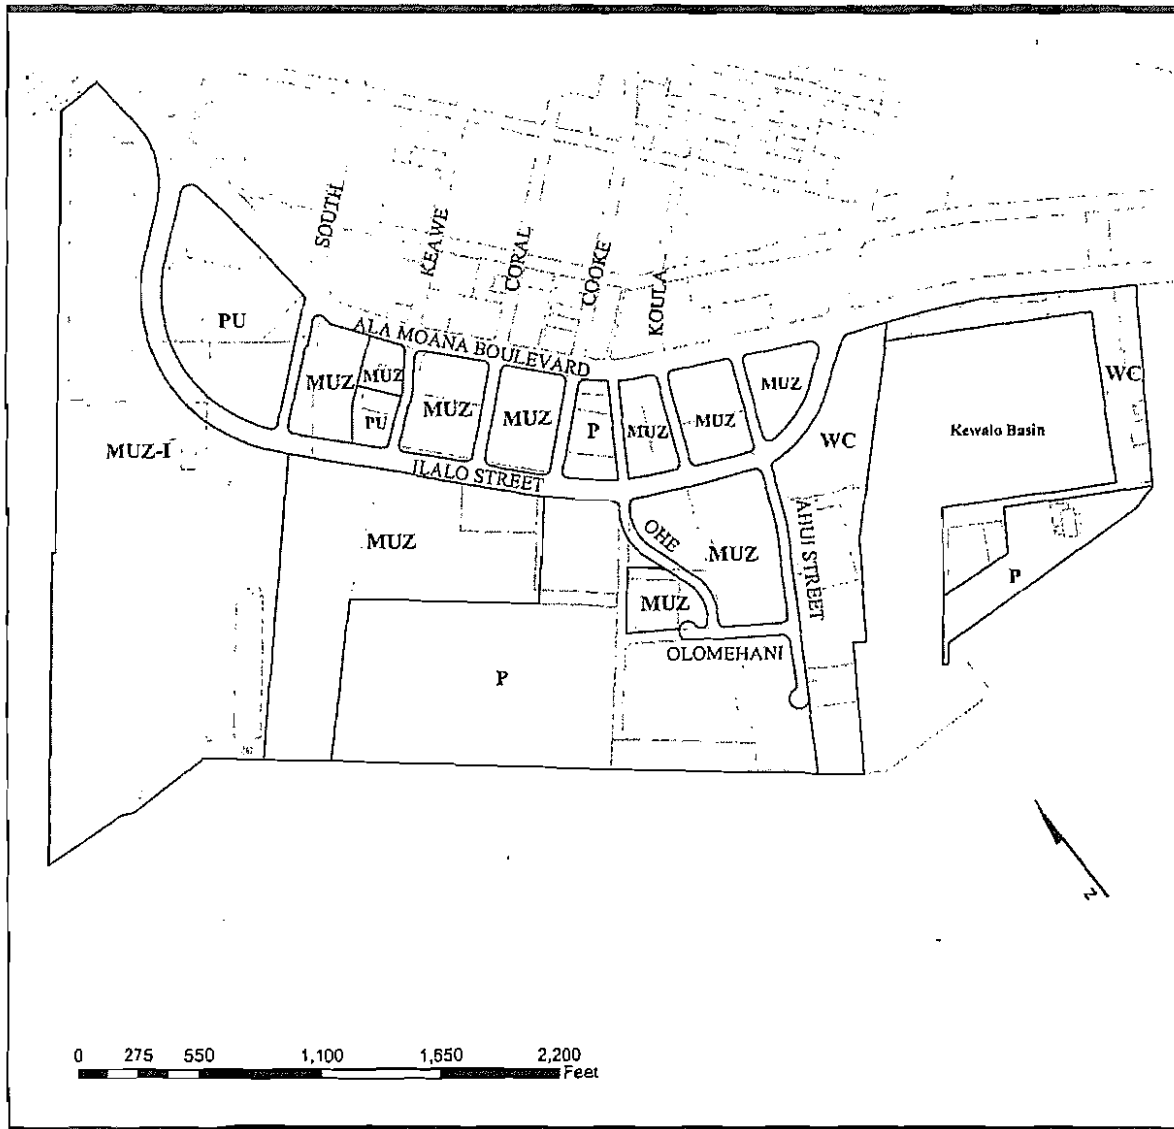 SOUTH
KEAWE
CORAL
COOKE
KOULA
PU
ALA MOANA BOULEVARD
MUZ
MUZ
PU
MUZ
MUZ
P
MUZ
MUZ
MUZ
WC
WC
Kewalo Basin
MUZ-I
ILALO STREET
MUZ
OHE
MUZ
AHUI STREET
MUZ
P
OLOMEHANI
P
N
0 275 550 1,100 1,650 2,200
Feet